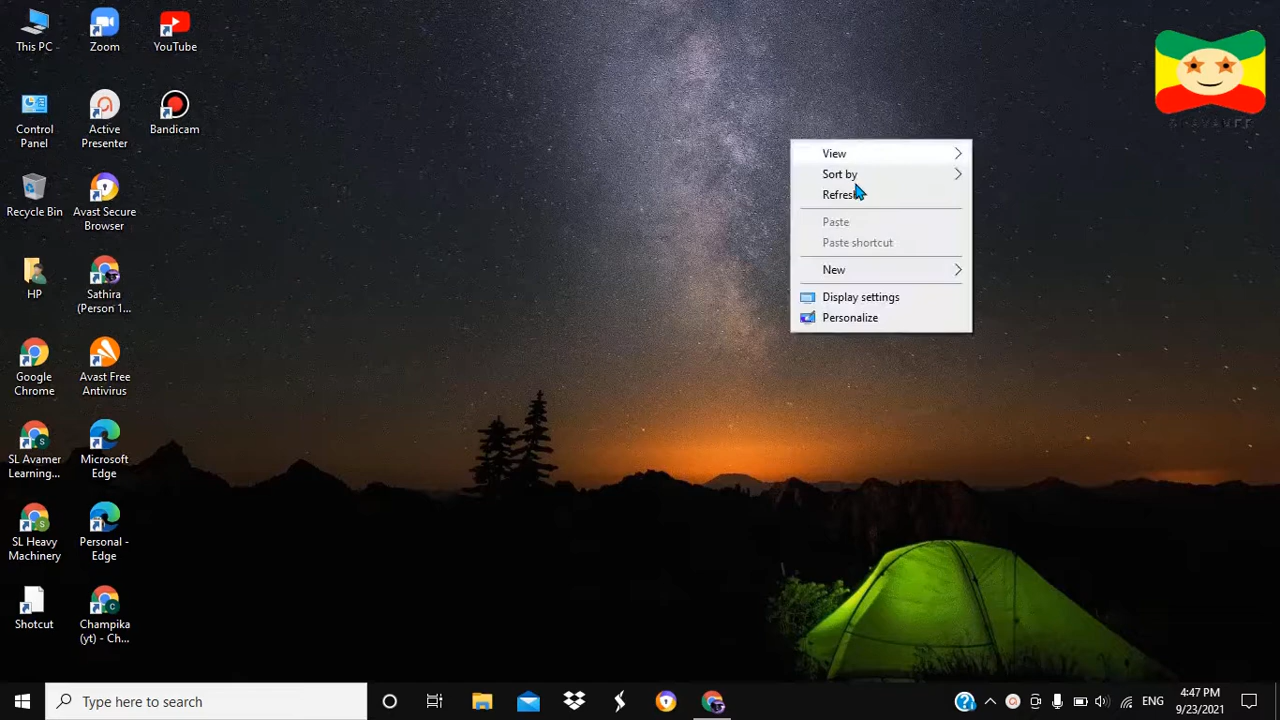 This PC
Zoom
YouTube
Control
Panel
Active
Presenter
Bandicam
Recycle Bin
Avast Secure
Browser
HP
Sathira
(Person 1...
Google
Chrome
Avast Free
Antivirus
SL Avamer
Learning...
Microsoft
Edge
SL Heavy
Machinery
Personal -
Edge
Shotcut
Champika
(yt) - Ch...
View
Sort by
Refresh
Paste
Paste shortcut
New
Display settings
Personalize
Type here to search
ENG
4:47 PM
9/23/2021